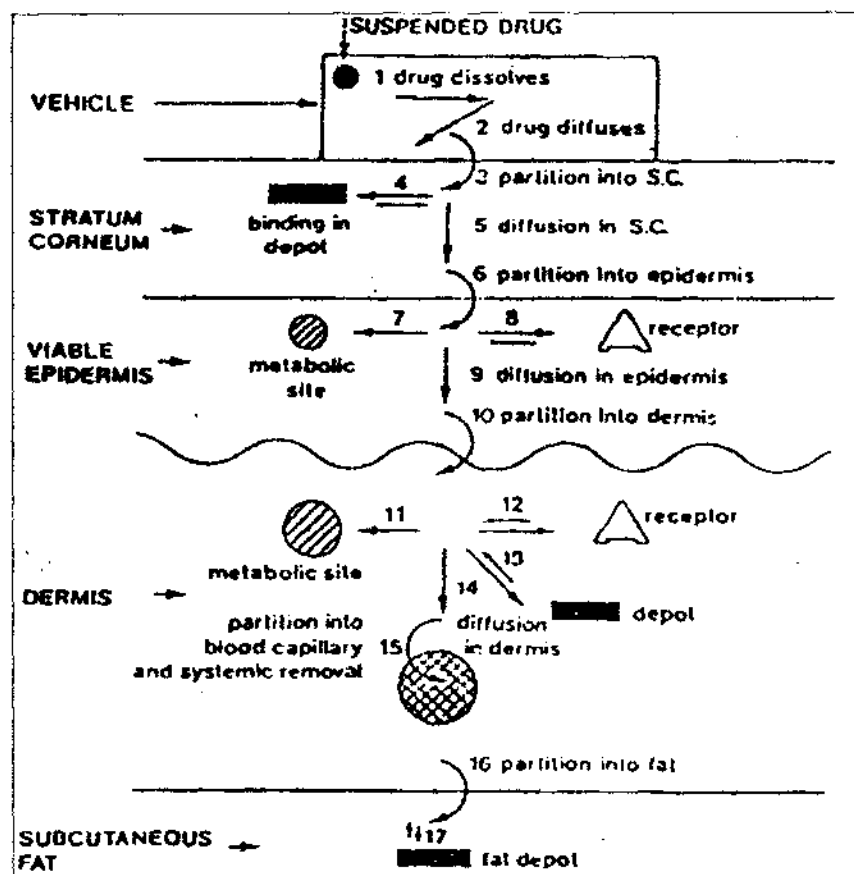 SUSPENDED DRUG
1 drug dissolves
VEHICLE
2 drug diffuses
3 partition into S.C.
4
binding in
depot
STRATUM
CORNEUM
5 diffusion in S.C.
6 partition into epidermis
7
8
receptor
metabolic
site
VIABLE
EPIDERMIS
9 diffusion in epidermis
10 partition into dermis
11
12
receptor
metabolic site
13
14
DERMIS
depot
partition into
blood capillary
and systemic removal
15
diffusion
in dermis
16 partition into fat
SUBCUTANEOUS
FAT
17
fat depot